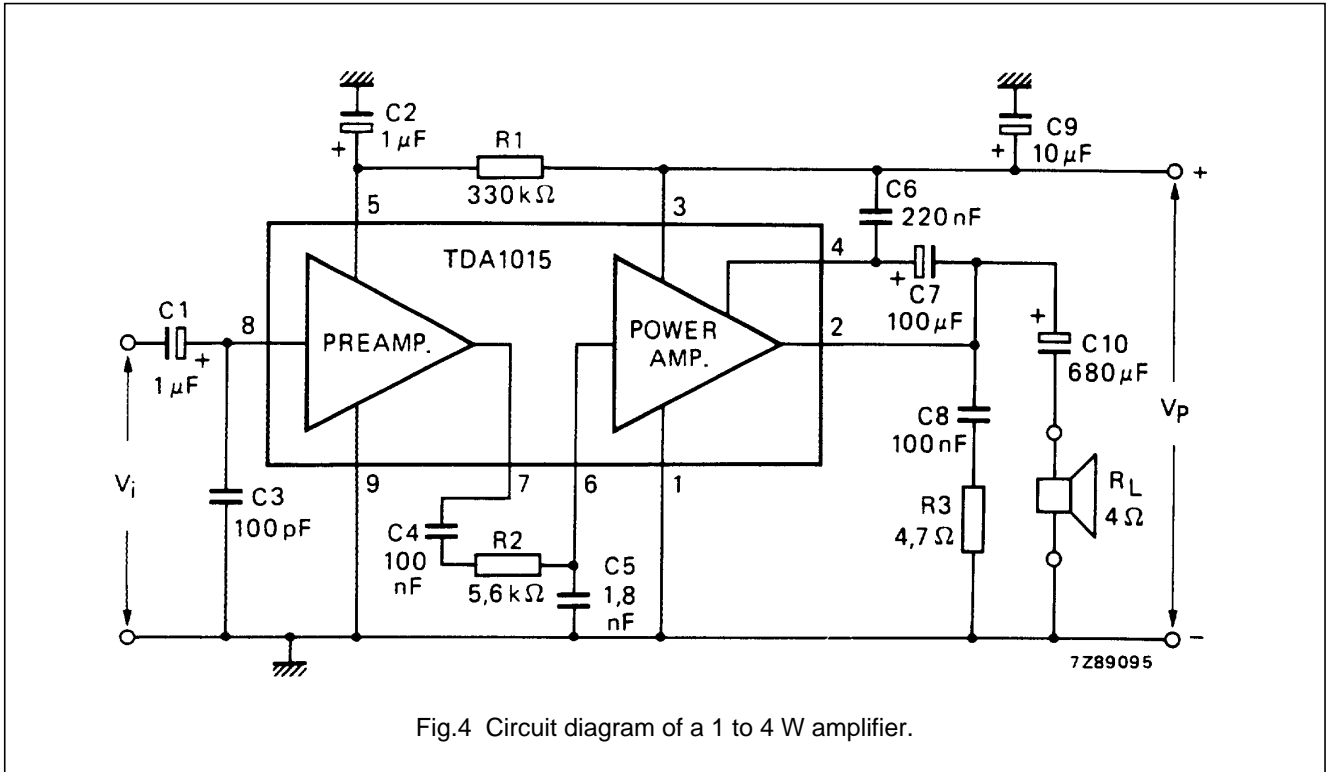 C2
1 µF
+
R1
330 kΩ
C9
10 µF
+
+
5
3
C6
220 nF
TDA1015
4
+
C7
100 µF
C1
+
1 µF
8
PREAMP.
POWER
AMP.
2
+
C10
680 µF
Vi
C8
100 nF
VP
9
7
6
1
C3
100 pF
C4
100
nF
R2
5,6 kΩ
C5
1,8
nF
R3
4,7 Ω
RL
4 Ω
-
7Z89095
Fig.4 Circuit diagram of a 1 to 4 W amplifier.